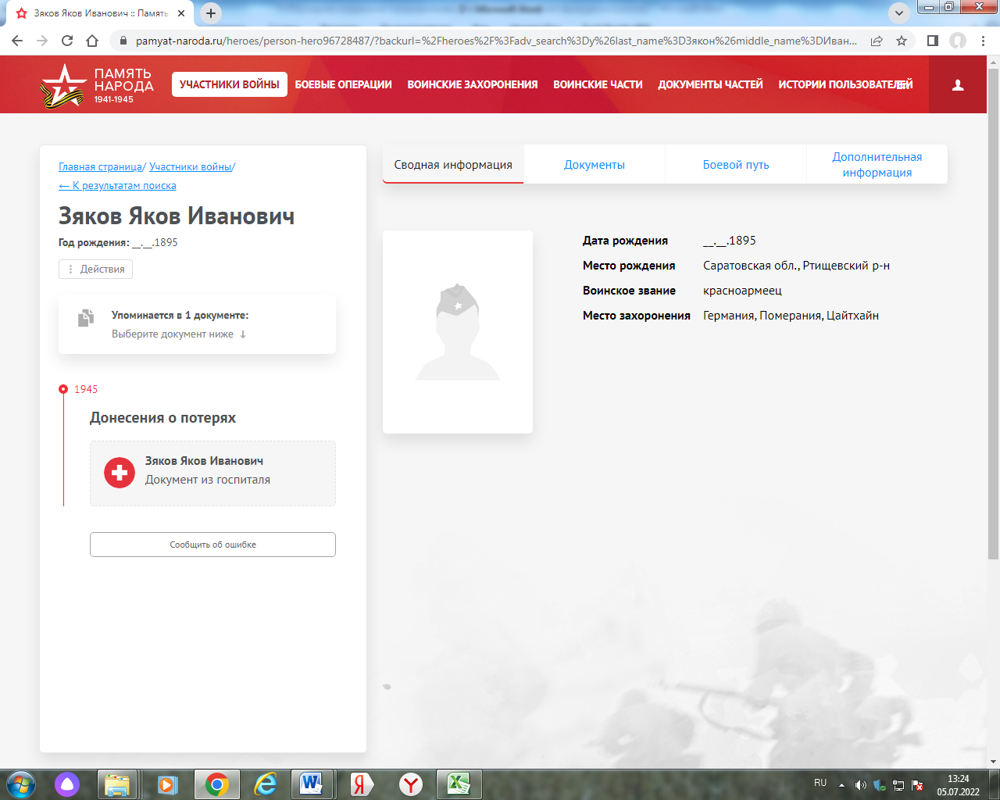 Зяков Яков Иванович :: Память
pamyat-naroda.ru/heroes/person-hero96728487/?backurl=%2Fheroes%2F%3Fadv_search%3Dy%26last_name%3DЗякон%26middle_name%3DИван...
ПАМЯТЬ
НАРОДА
1941-1945
УЧАСТНИКИ ВОЙНЫ БОЕВЫЕ ОПЕРАЦИИ ВОИНСКИЕ ЗАХОРОНЕНИЯ ВОИНСКИЕ ЧАСТИ ДОКУМЕНТЫ ЧАСТЕЙ ИСТОРИИ ПОЛЬЗОВАТЕЛЕЙ En
Главная страница/ Участники войны/
← К результатам поиска
Зяков Яков Иванович
Год рождения: __.__.1895
Действия
Упоминается в 1 документе:
Выберите документ ниже ↓
1945
Донесения о потерях
Зяков Яков Иванович
Документ из госпиталя
Сообщить об ошибке
Сводная информация Документы Боевой путь Дополнительная информация
Дата рождения __.__.1895
Место рождения Саратовская обл., Ртищевский р-н
Воинское звание красноармеец
Место захоронения Германия, Померания, Цайтхайн
RU
13:24
05.07.2022